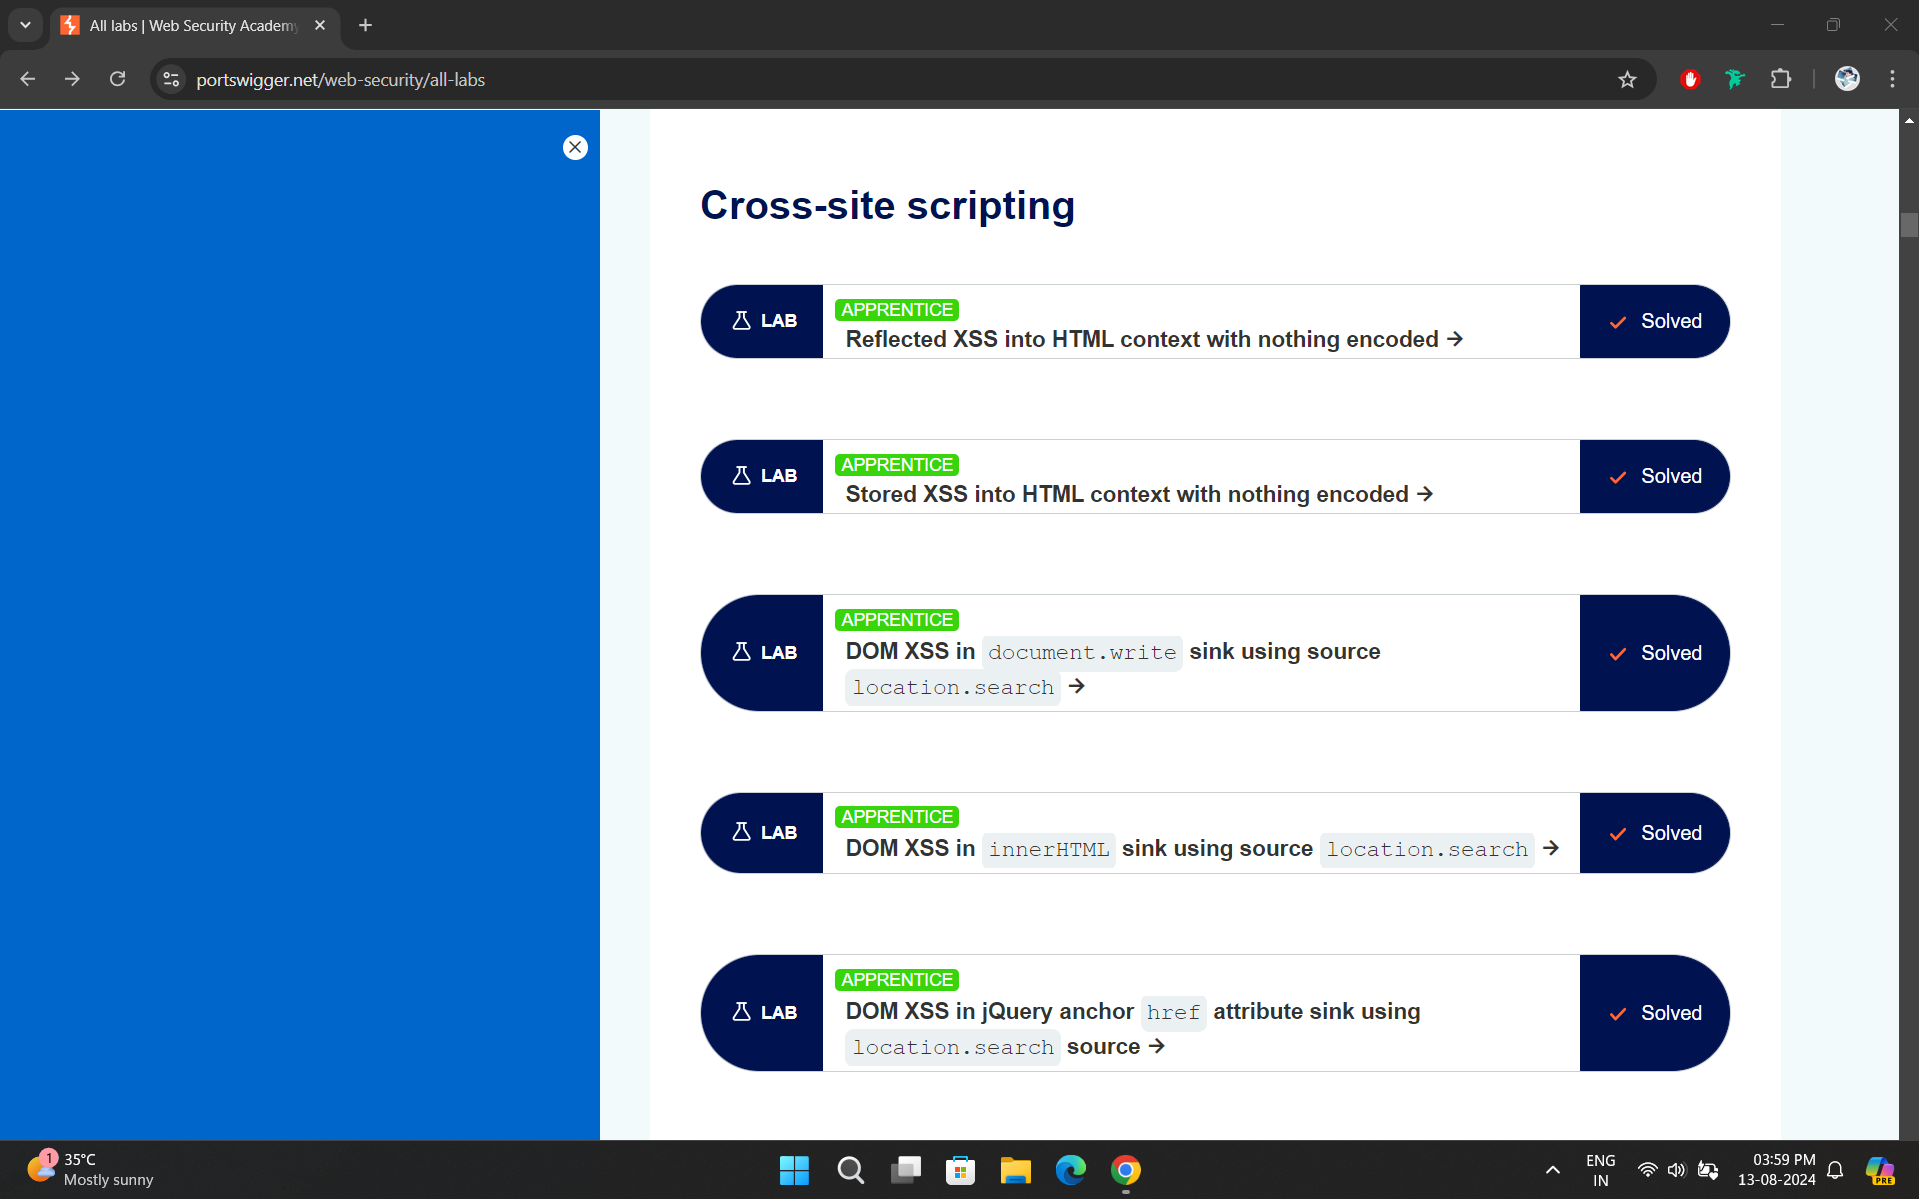 All labs | Web Security Academy
portswigger.net/web-security/all-labs
Cross-site scripting
LAB
APPRENTICE
Reflected XSS into HTML context with nothing encoded →
Solved
LAB
APPRENTICE
Stored XSS into HTML context with nothing encoded →
Solved
LAB
APPRENTICE
DOM XSS in document.write sink using source
location.search →
Solved
LAB
APPRENTICE
DOM XSS in innerHTML sink using source location.search →
Solved
LAB
APPRENTICE
DOM XSS in jQuery anchor href attribute sink using
location.search source →
Solved
1
35°C
Mostly sunny
ENG
IN
03:59 PM
13-08-2024
PRE